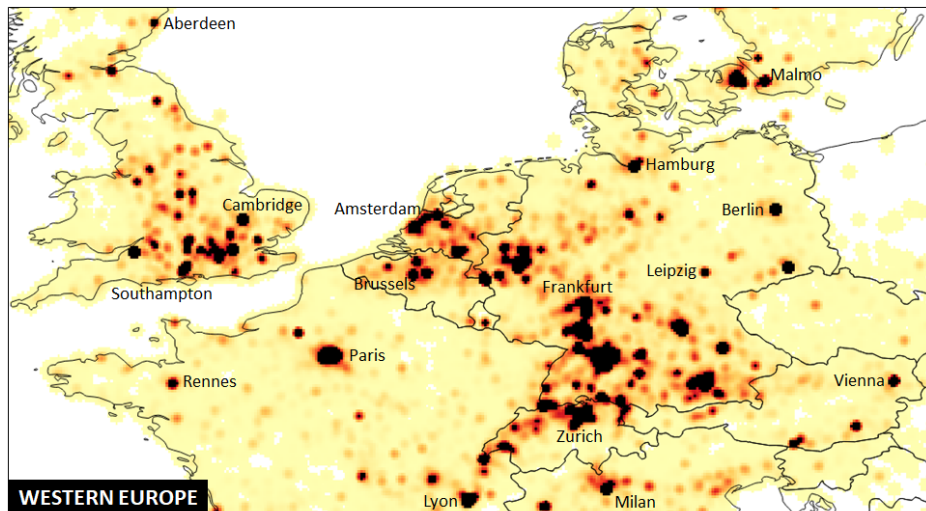 Aberdeen
Malmo
Hamburg
Cambridge
Amsterdam
Berlin
Brussels
Leipzig
Southampton
Frankfurt
Paris
Rennes
Vienna
Zurich
Lyon
Milan
WESTERN EUROPE